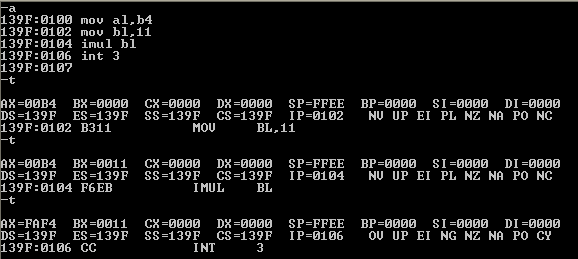 -a
139F:0100 mov al,b4
139F:0102 mov bl,11
139F:0104 imul bl
139F:0106 int 3
139F:0107
-t
AX=00B4 BX=0000 CX=0000 DX=0000 SP=FFEE BP=0000 SI=0000 DI=0000
DS=139F ES=139F SS=139F CS=139F IP=0102 NV UP EI PL NZ NA PO NC
139F:0102 B311 MOV BL,11
-t
AX=00B4 BX=0011 CX=0000 DX=0000 SP=FFEE BP=0000 SI=0000 DI=0000
DS=139F ES=139F SS=139F CS=139F IP=0104 NV UP EI PL NZ NA PO NC
139F:0104 F6EB IMUL BL
-t
AX=FAF4 BX=0011 CX=0000 DX=0000 SP=FFEE BP=0000 SI=0000 DI=0000
DS=139F ES=139F SS=139F CS=139F IP=0106 OV UP EI NG NZ NA PO CY
139F:0106 CC INT 3